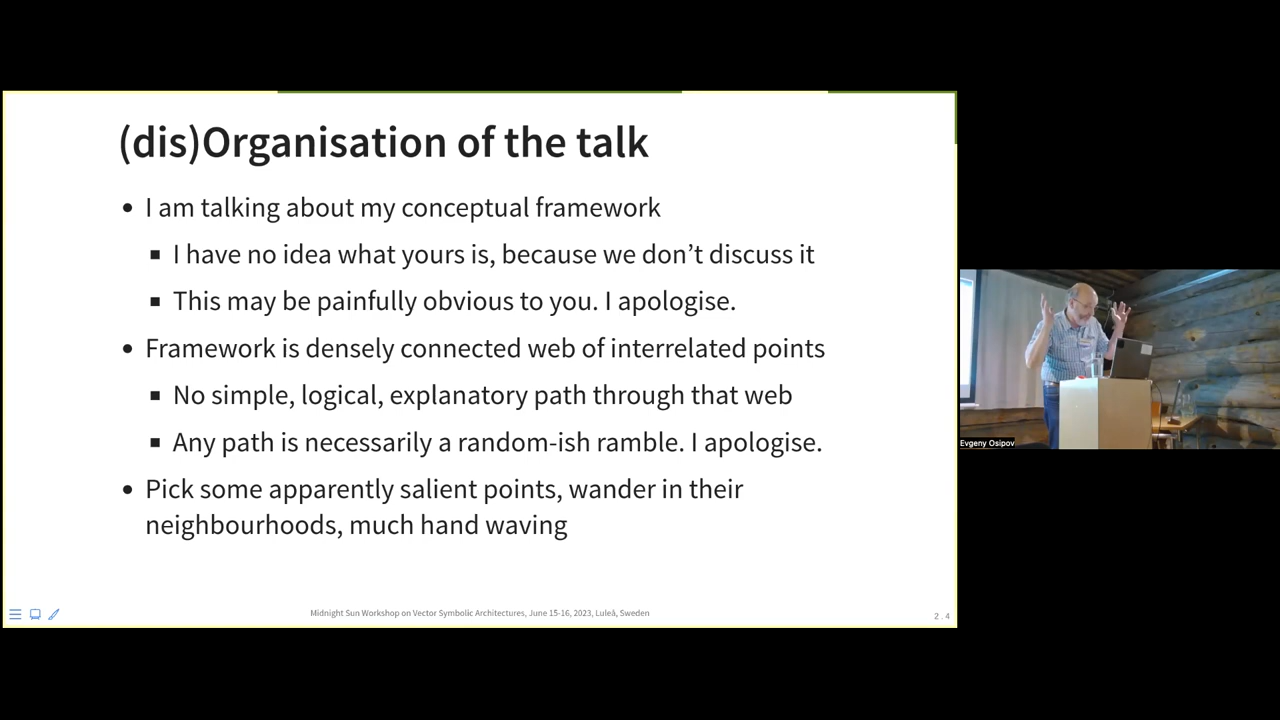 (dis)Organisation of the talk
• I am talking about my conceptual framework
▪ I have no idea what yours is, because we don’t discuss it
▪ This may be painfully obvious to you. I apologise.
• Framework is densely connected web of interrelated points
▪ No simple, logical, explanatory path through that web
▪ Any path is necessarily a random-ish ramble. I apologise.
• Pick some apparently salient points, wander in their
neighbourhoods, much hand waving
Midnight Sun Workshop on Vector Symbolic Architectures, June 15-16, 2023, Luleå, Sweden
2 . 4
Evgeny Osipov